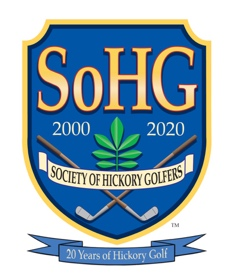 SoHG
2000 2020
SOCIETY OF HICKORY GOLFERS
TM
20 Years of Hickory Golf